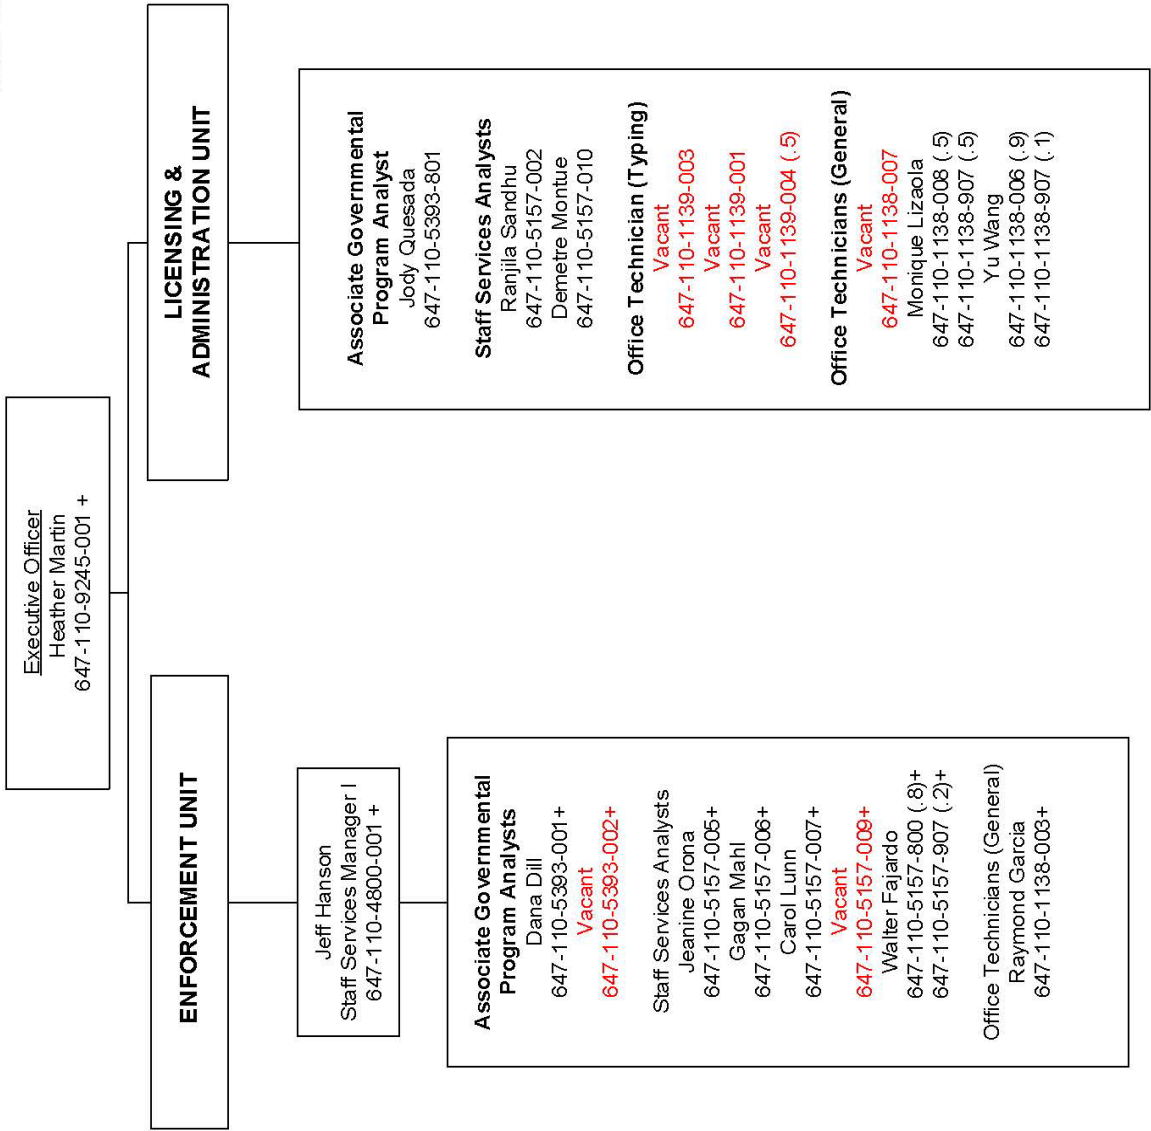 Executive Officer
Heather Martin
647-110-9245-001 +
ENFORCEMENT UNIT
Jeff Hanson
Staff Services Manager I
647-110-4800-001 +
Associate Governmental
Program Analysts
Dana Dill
647-110-5393-001+
Vacant
647-110-5393-002+
Staff Services Analysts
Jeanine Orona
647-110-5157-005+
Gagan Mahl
647-110-5157-006+
Carol Lunn
647-110-5157-007+
Vacant
647-110-5157-009+
Walter Fajardo
647-110-5157-800 (.8)+
647-110-5157-907 (.2)+
Office Technicians (General)
Raymond Garcia
647-110-1138-003+
LICENSING &
ADMINISTRATION UNIT
Associate Governmental
Program Analyst
Jody Quesada
647-110-5393-801
Staff Services Analysts
Ranjila Sandhu
647-110-5157-002
Demetre Montue
647-110-5157-010
Office Technician (Typing)
Vacant
647-110-1139-003
Vacant
647-110-1139-001
Vacant
647-110-1139-004 (.5)
Office Technicians (General)
Vacant
647-110-1138-007
Monique Lizaola
647-110-1138-008 (.5)
647-110-1138-907 (.5)
Yu Wang
647-110-1138-006 (.9)
647-110-1138-907 (.1)